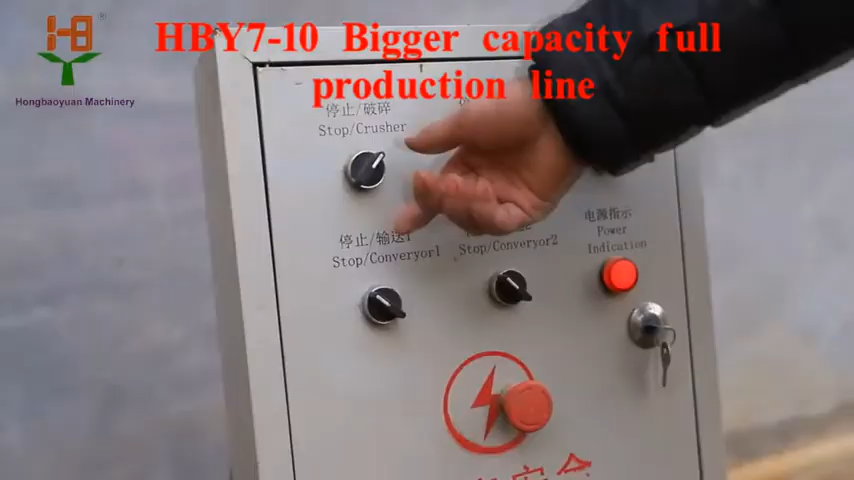 HB
HBY7-10 Bigger capacity full
production line
Hongbaoyuan Machinery
停止/破碎
Stop/Crusher
停止/输送1
Stop/Converyor1
Stop/Converyor2
电源指示
Power
Indication